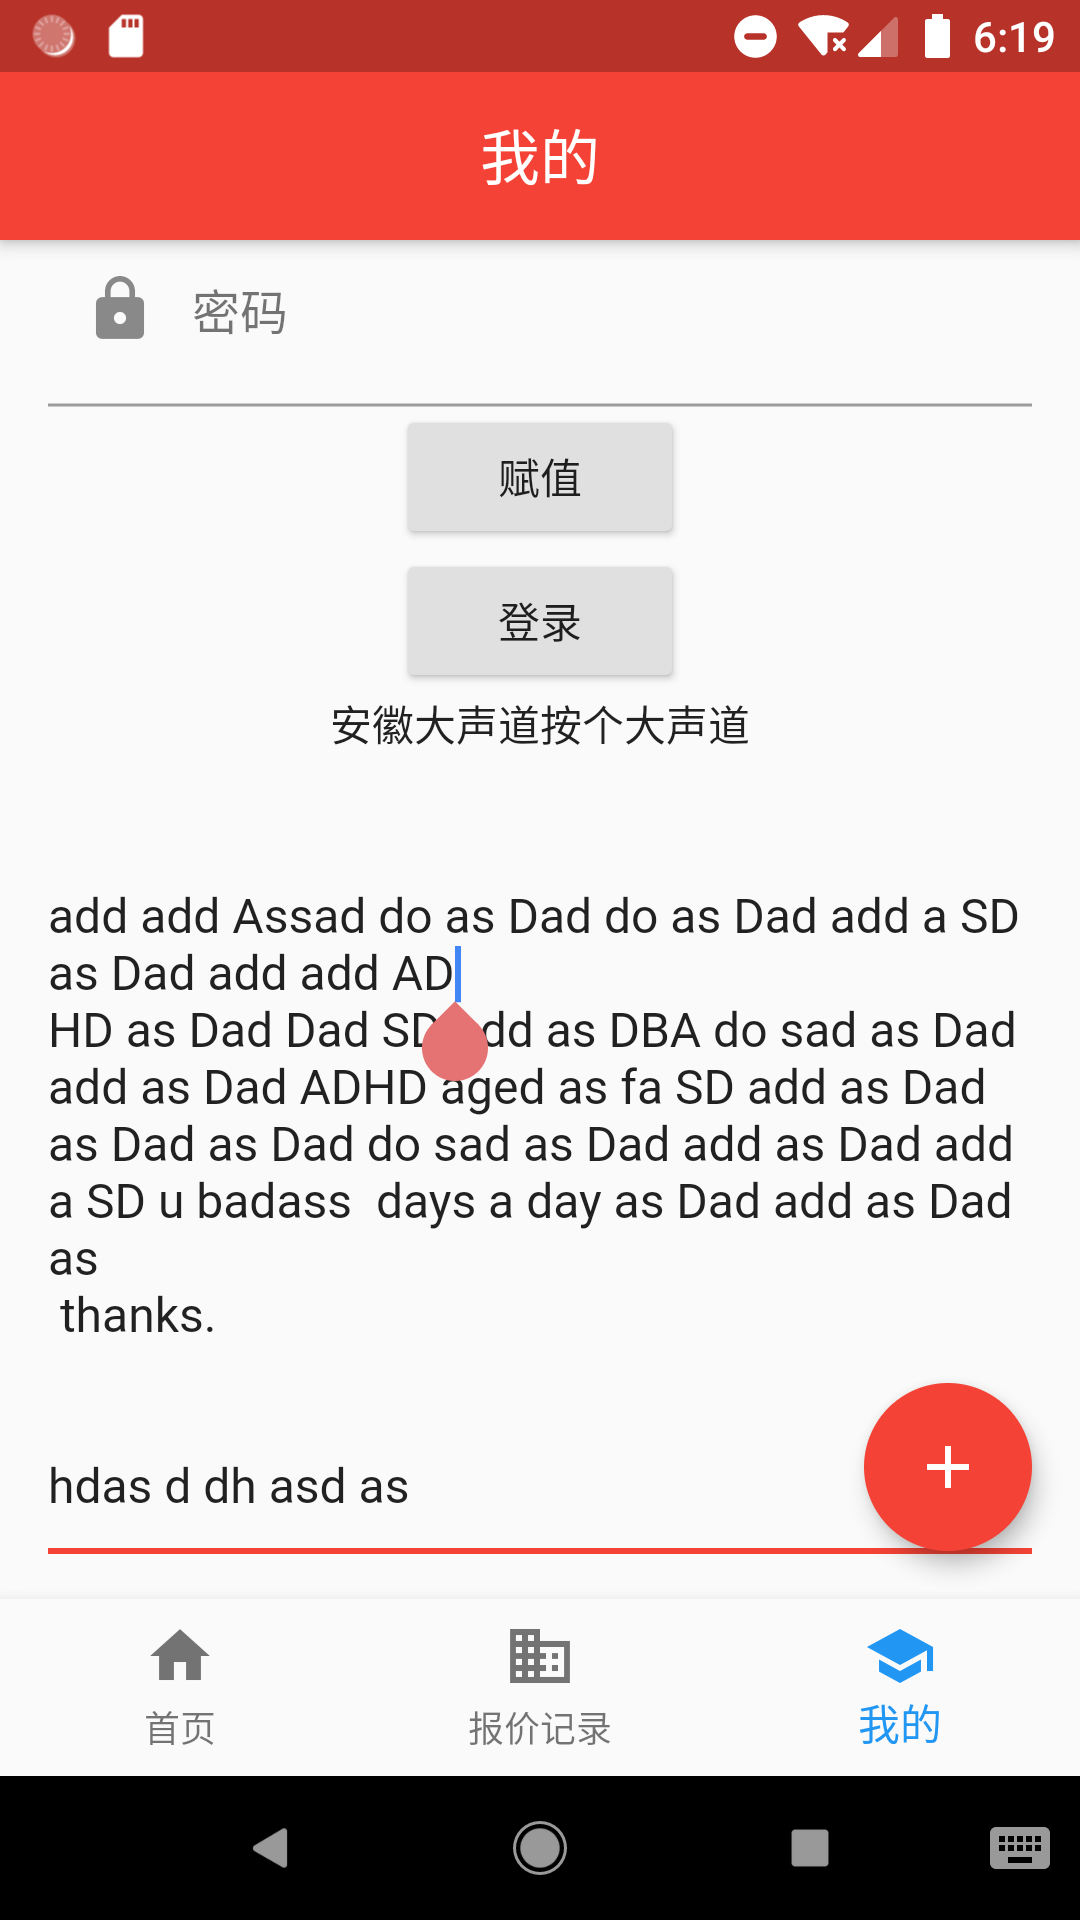 6:19
我的
密码
赋值
登录
安徽大声道按个大声道
add add Assad do as Dad do as Dad add a SD
as Dad add add AD
HD as Dad Dad SD dd as DBA do sad as Dad
add as Dad ADHD aged as fa SD add as Dad
as Dad as Dad do sad as Dad add as Dad add
a SD u badass  days a day as Dad add as Dad
as
thanks.
hdas d dh asd as
首页
报价记录
我的